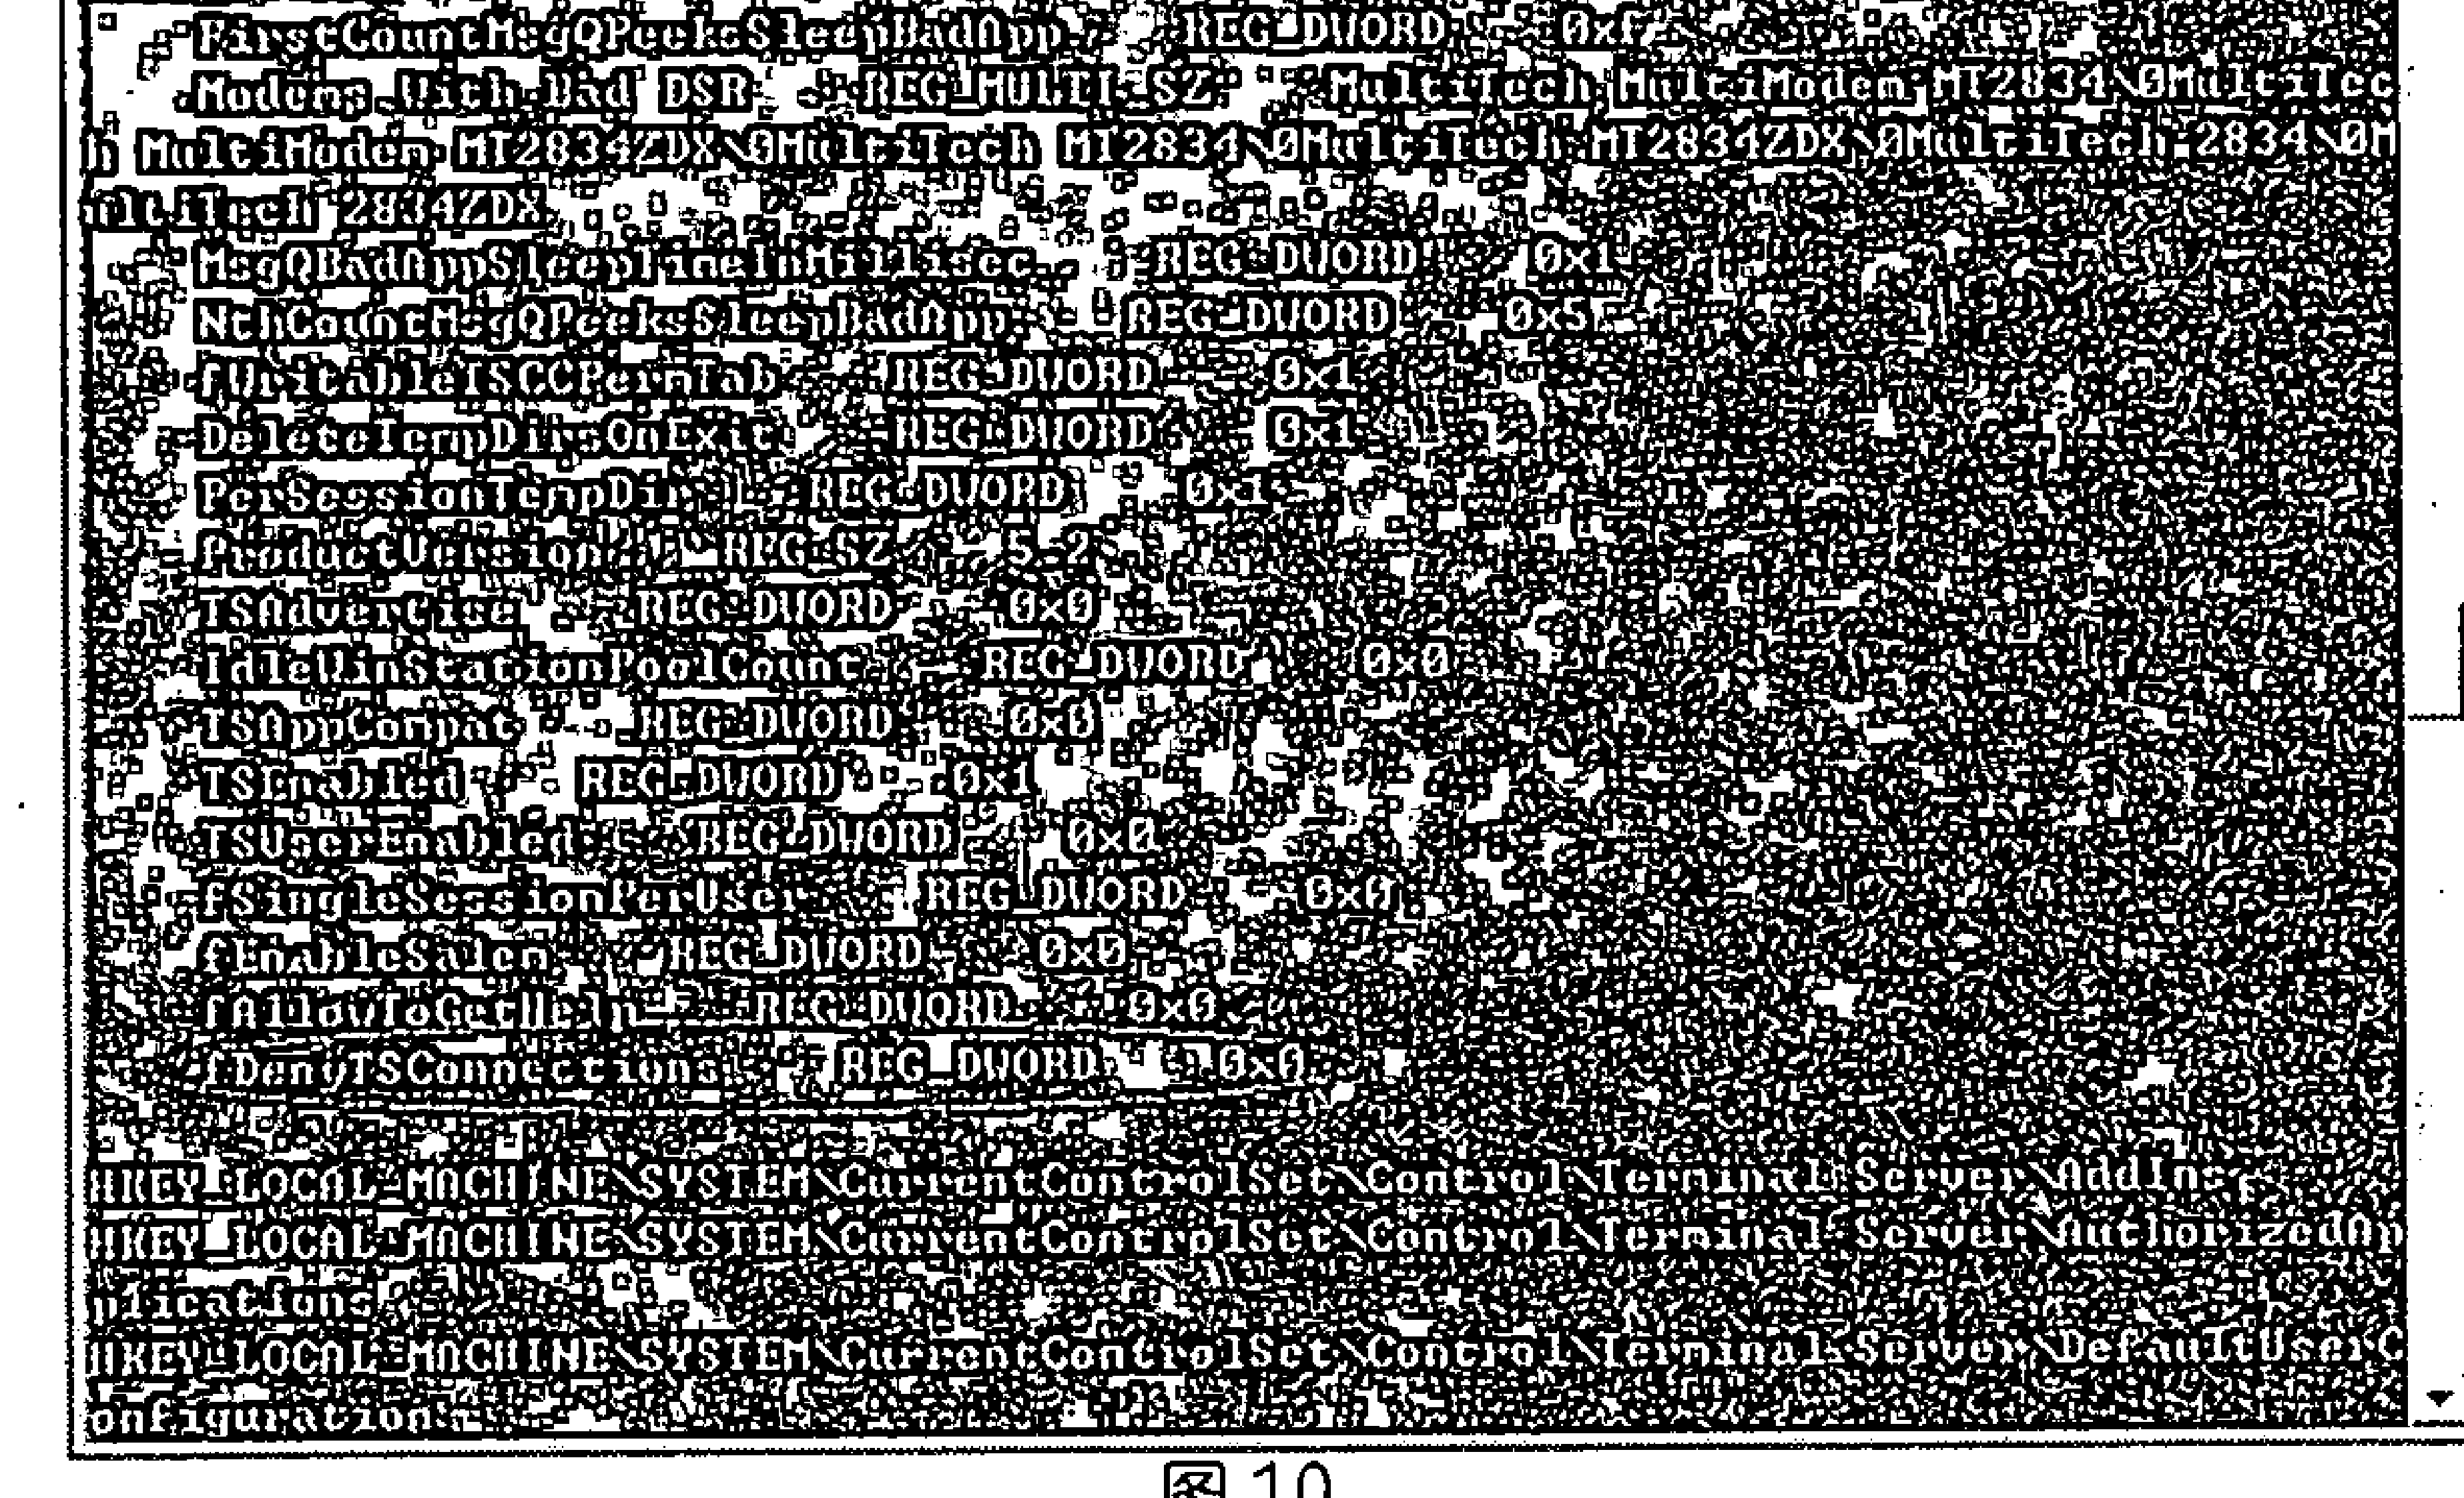 FirstCountMsgQPeeksSleepBadApp    REG_DWORD    0xf
Modems With Bad DSR    REG_MULTI_SZ    MultiTech MultiModem MT2834\0MultiTec
h MultiModem MT2834ZDX\0MultiTech MT2834\0MultiTech MT2834ZDX\0MultiTech 2834\0M
ultiTech 2834ZDX
MsgQBadAppSleepTimeInMillisec    REG_DWORD    0x1
NthCountMsgQPeeksSleepBadApp    REG_DWORD    0x5
fWritableTSCCPermTab    REG_DWORD    0x1
DeleteTempDirsOnExit    REG_DWORD    0x1
PerSessionTempDir    REG_DWORD    0x1
ProductVersion    REG_SZ    5.2
TSAdvertise    REG_DWORD    0x0
IdleWinStationPoolCount    REG_DWORD    0x0
TSAppCompat    REG_DWORD    0x0
TSEnabled    REG_DWORD    0x1
TSUserEnabled    REG_DWORD    0x0
fSingleSessionPerUser    REG_DWORD    0x0
fEnableSalem    REG_DWORD    0x0
fAllowToGetHelp    REG_DWORD    0x0
fDenyTSConnections    REG_DWORD    0x0
HKEY_LOCAL_MACHINE\SYSTEM\CurrentControlSet\Control\Terminal Server\AddIns
HKEY_LOCAL_MACHINE\SYSTEM\CurrentControlSet\Control\Terminal Server\AuthorizedAp
plications
HKEY_LOCAL_MACHINE\SYSTEM\CurrentControlSet\Control\Terminal Server\DefaultUserC
onfiguration
图 10